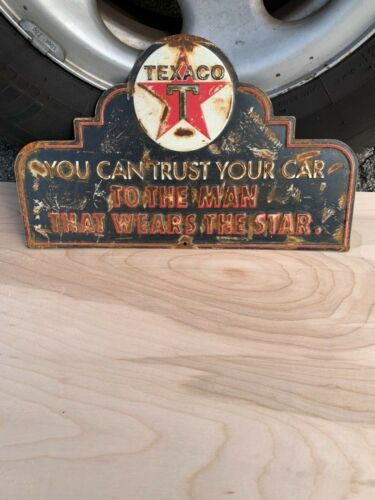 TEXACO
T
YOU CAN TRUST YOUR CAR
TO THE MAN
THAT WEARS THE STAR.